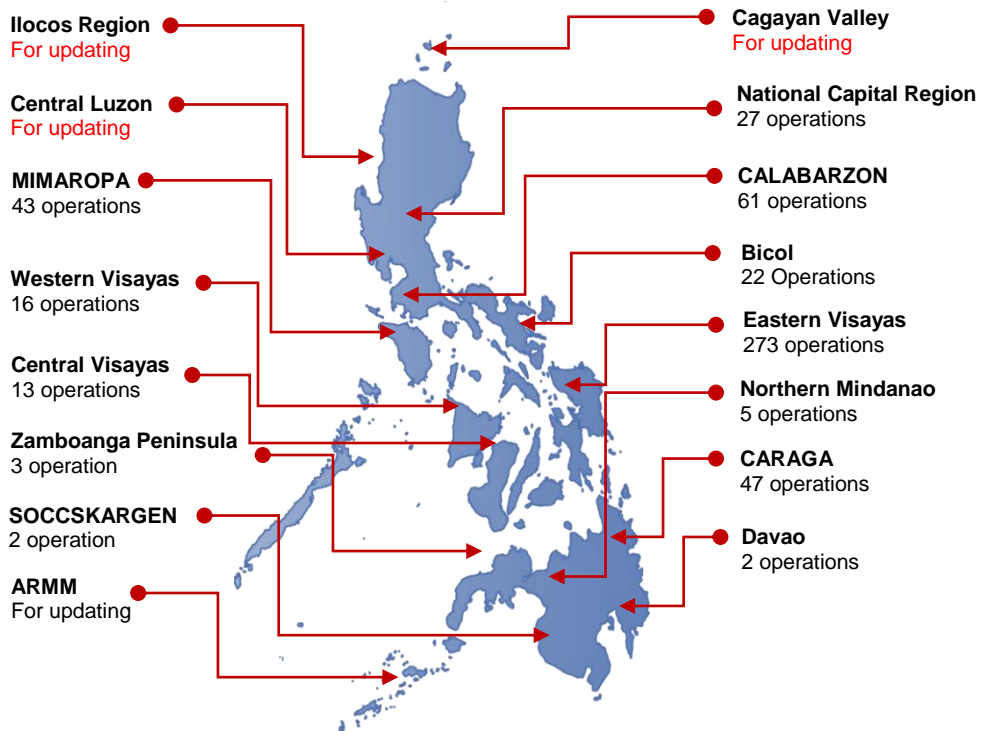 Ilocos Region
For updating
Central Luzon
For updating
MIMAROPA
43 operations
Western Visayas
16 operations
Central Visayas
13 operations
Zamboanga Peninsula
3 operation
SOCCSKARGEN
2 operation
ARMM
For updating
Cagayan Valley
For updating
National Capital Region
27 operations
CALABARZON
61 operations
Bicol
22 Operations
Eastern Visayas
273 operations
Northern Mindanao
5 operations
CARAGA
47 operations
Davao
2 operations